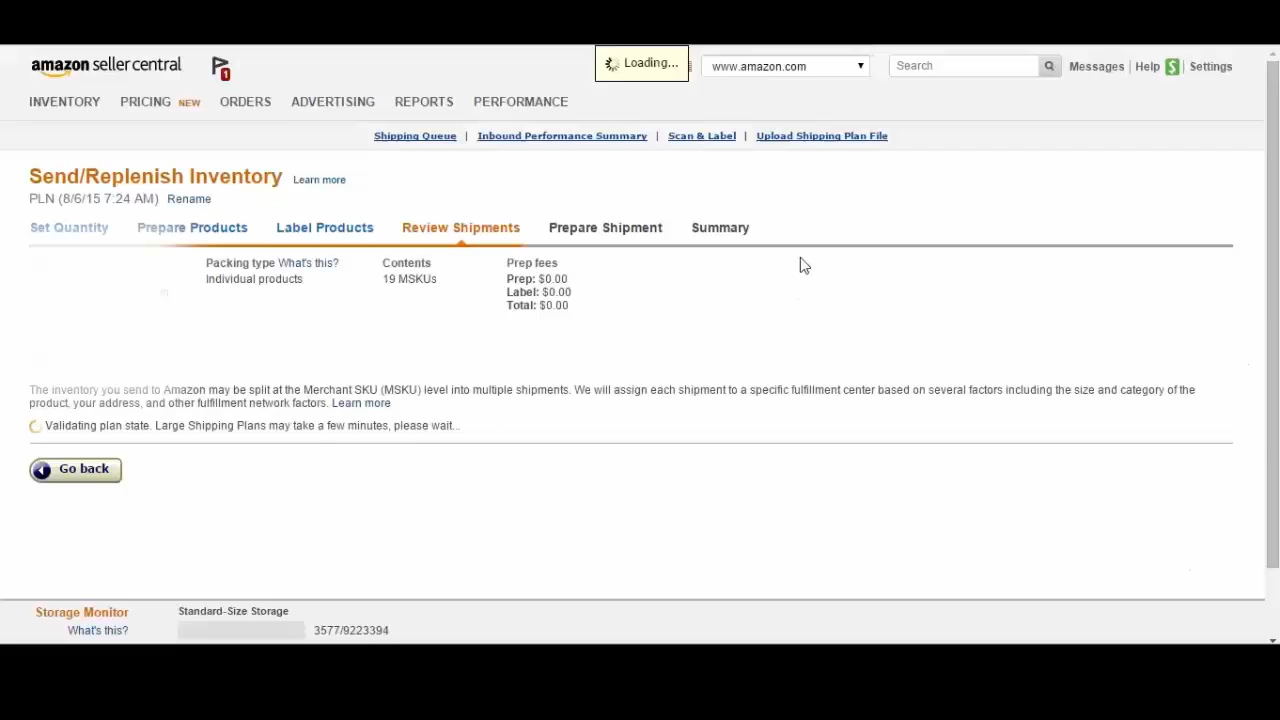 amazon seller central
1
Loading...
www.amazon.com
Search
Messages | Help $ | Settings
INVENTORY PRICING NEW ORDERS ADVERTISING REPORTS PERFORMANCE
Shipping Queue | Inbound Performance Summary | Scan & Label | Upload Shipping Plan File
Send/Replenish Inventory Learn more
PLN (8/6/15 7:24 AM) Rename
Set Quantity Prepare Products Label Products Review Shipments Prepare Shipment Summary
Packing type What's this? Contents Prep fees
Individual products 19 MSKUs Prep: $0.00
Label: $0.00
Total: $0.00
The inventory you send to Amazon may be split at the Merchant SKU (MSKU) level into multiple shipments. We will assign each shipment to a specific fulfillment center based on several factors including the size and category of the
product, your address, and other fulfillment network factors. Learn more
Validating plan state. Large Shipping Plans may take a few minutes, please wait...
Go back
Storage Monitor Standard-Size Storage
What's this? 3577/9223394